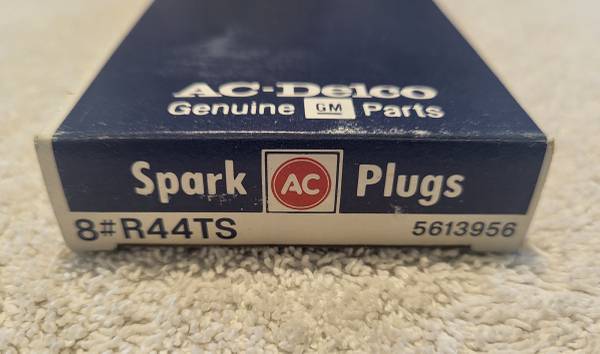 AC-Delco
Genuine GM Parts
Spark AC Plugs
8#R44TS 5613956